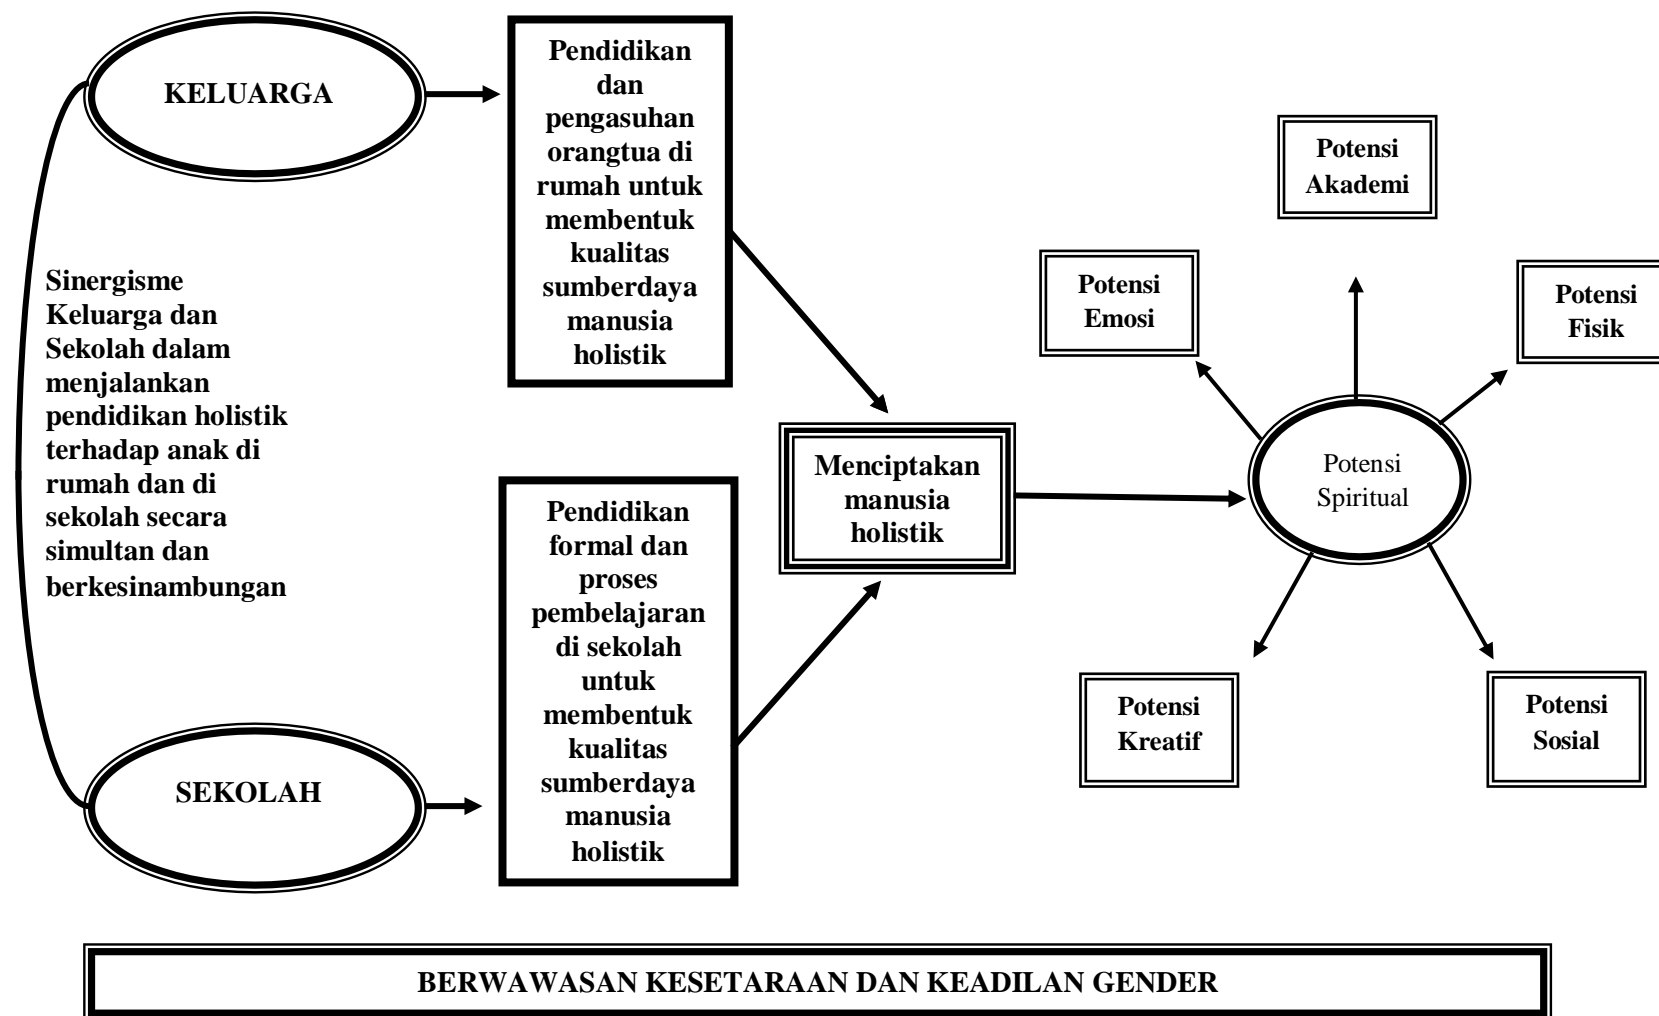 KELUARGA
Pendidikan
dan
pengasuhan
orangtua di
rumah untuk
membentuk
kualitas
sumberdaya
manusia
holistik
Sinergisme
Keluarga dan
Sekolah dalam
menjalankan
pendidikan holistik
terhadap anak di
rumah dan di
sekolah secara
simultan dan
berkesinambungan
SEKOLAH
Pendidikan
formal dan
proses
pembelajaran
di sekolah
untuk
membentuk
kualitas
sumberdaya
manusia
holistik
Menciptakan
manusia
holistik
Potensi
Akademi
Potensi
Emosi
Potensi
Fisik
Potensi
Spiritual
Potensi
Kreatif
Potensi
Sosial
BERWAWASAN KESETARAAN DAN KEADILAN GENDER